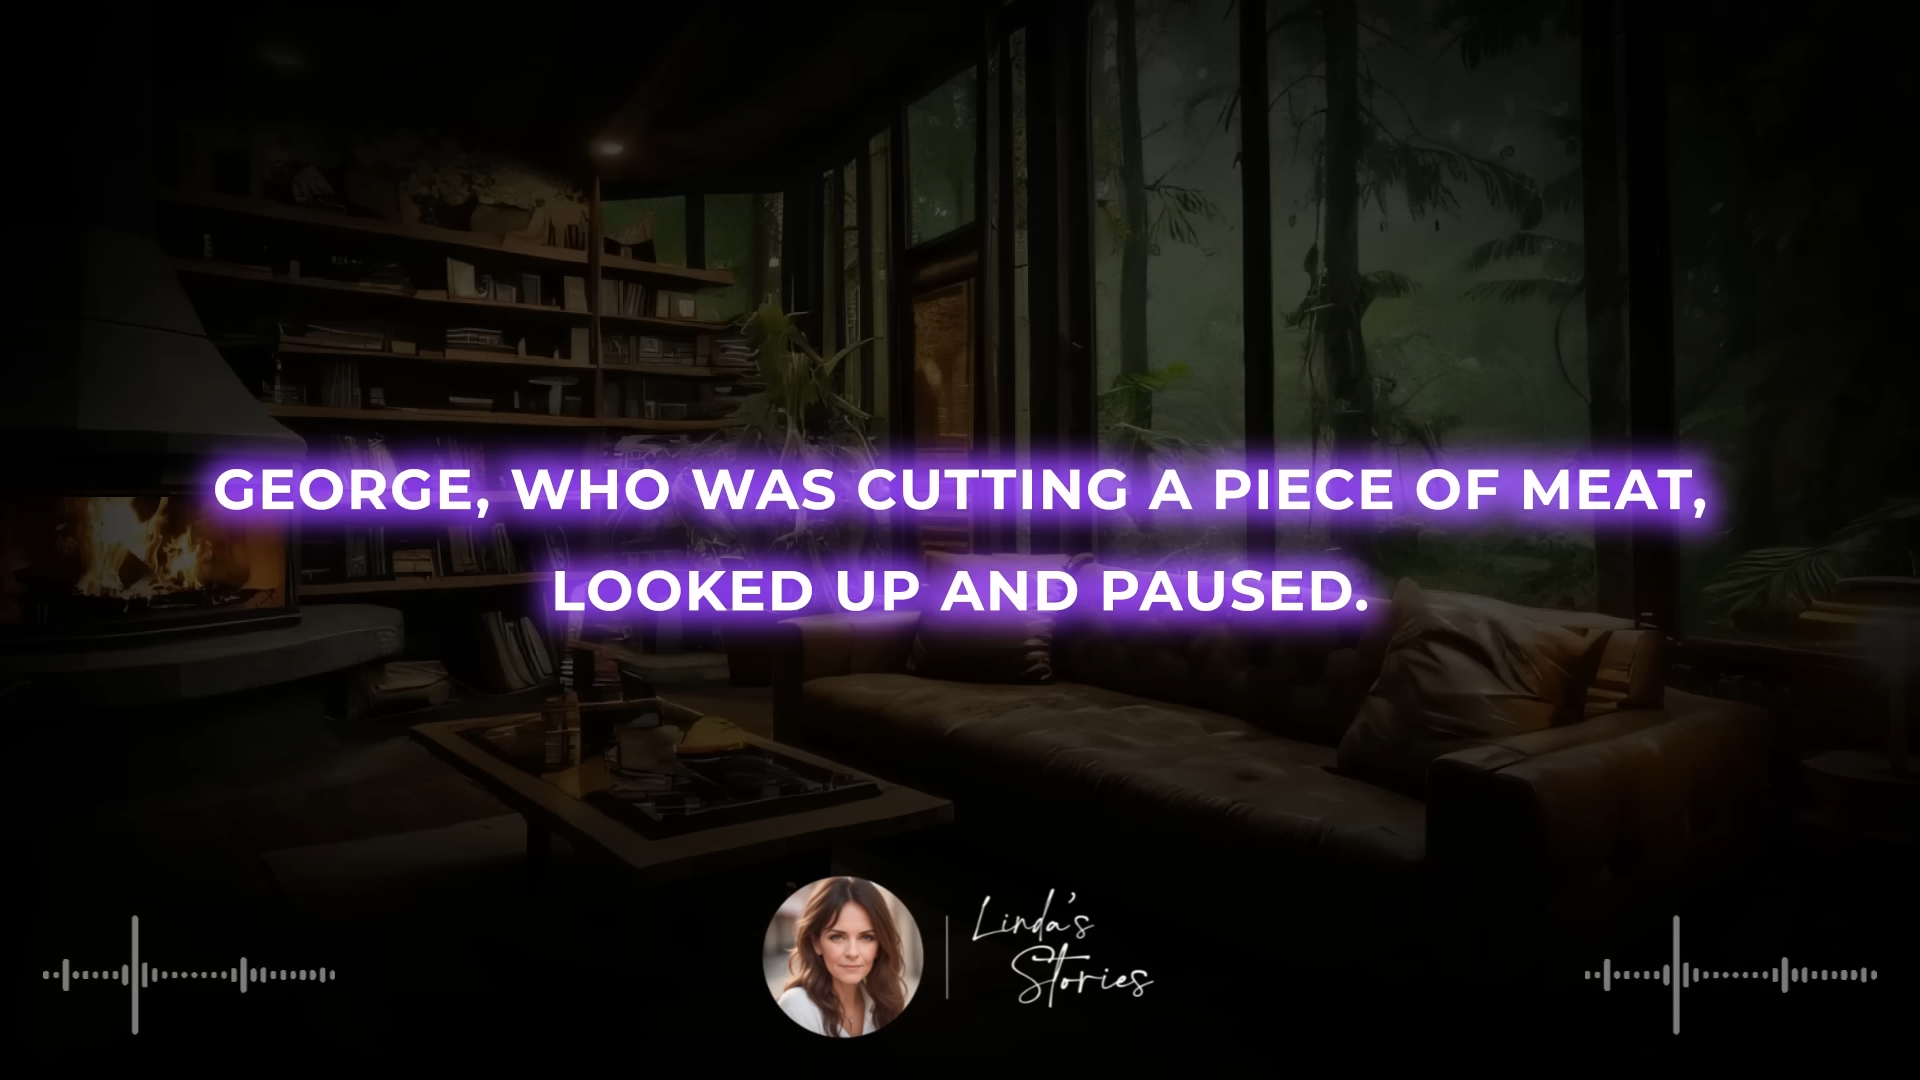 GEORGE, WHO WAS CUTTING A PIECE OF MEAT,
LOOKED UP AND PAUSED.
Linda's
Stories